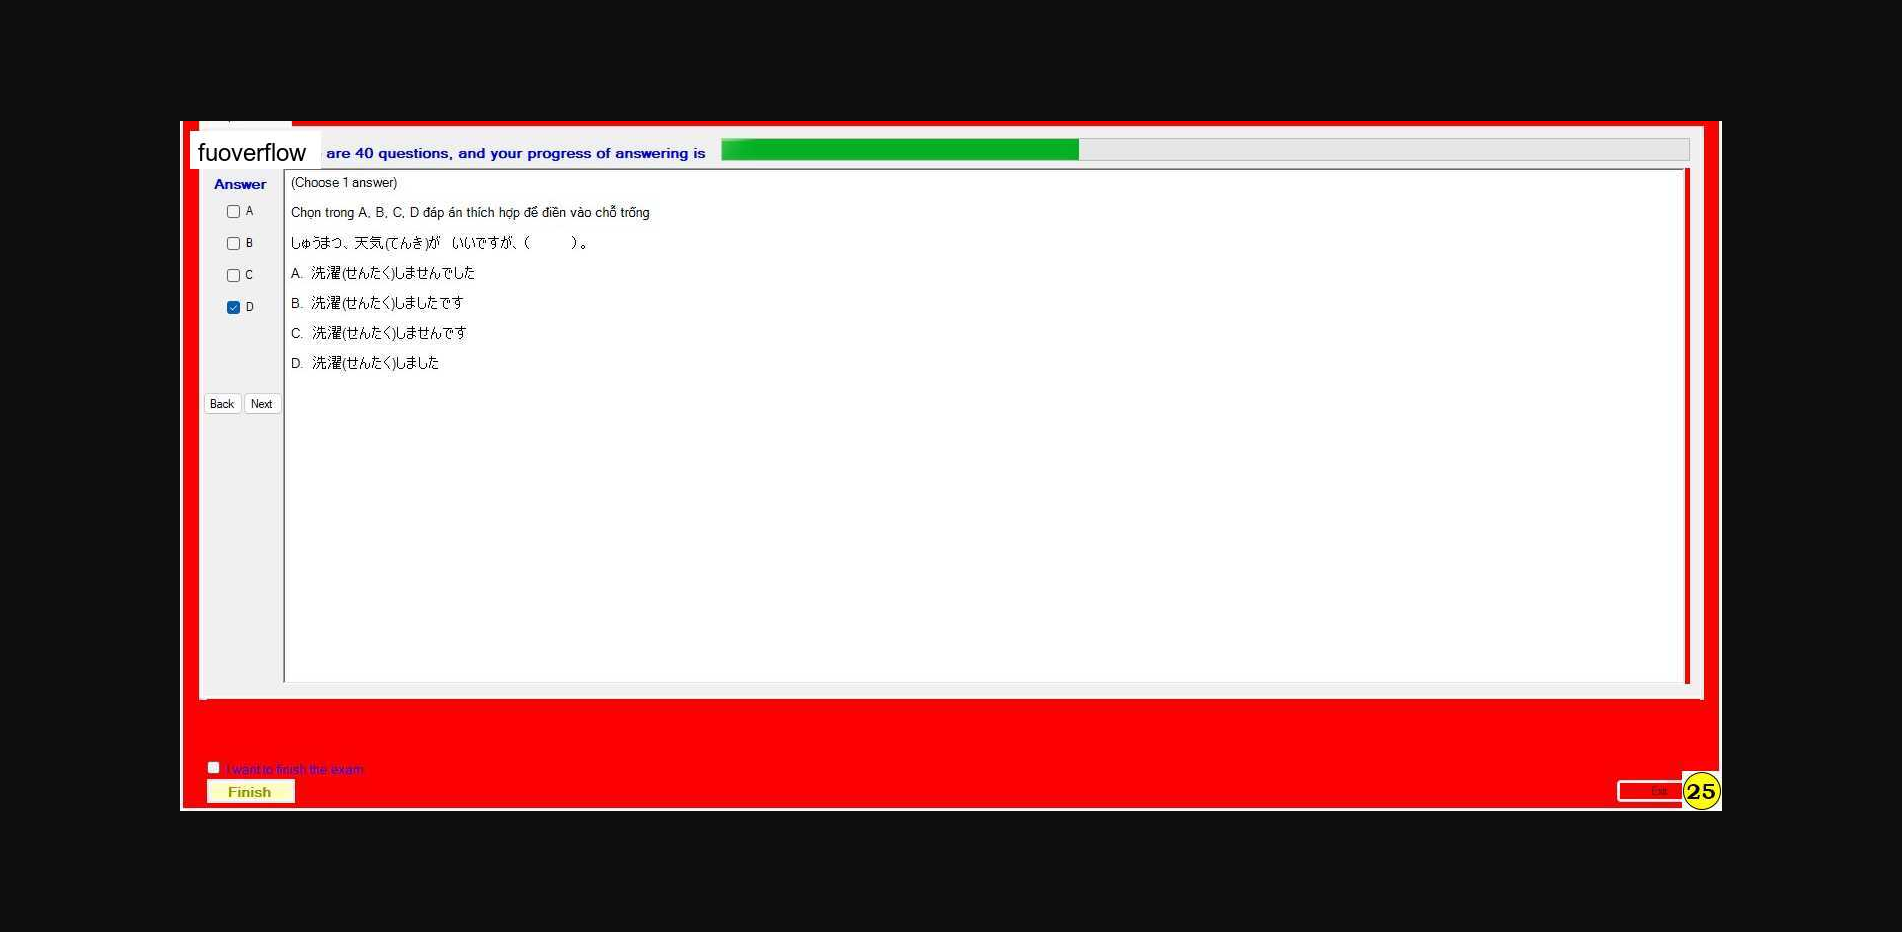 fuoverflow are 40 questions, and your progress of answering is
Answer
(Choose 1 answer)
A
Chọn trong A, B, C, D đáp án thích hợp để điền vào chỗ trống
B
しゅうまつ、天気(てんき)が　いいですが、(　　　)。
C
A. 洗濯(せんたく)しませんでした
B. 洗濯(せんたく)しましたです
D
C. 洗濯(せんたく)しませんです
D. 洗濯(せんたく)しました
Back Next
I want to finish the exam
Finish
Exit
25